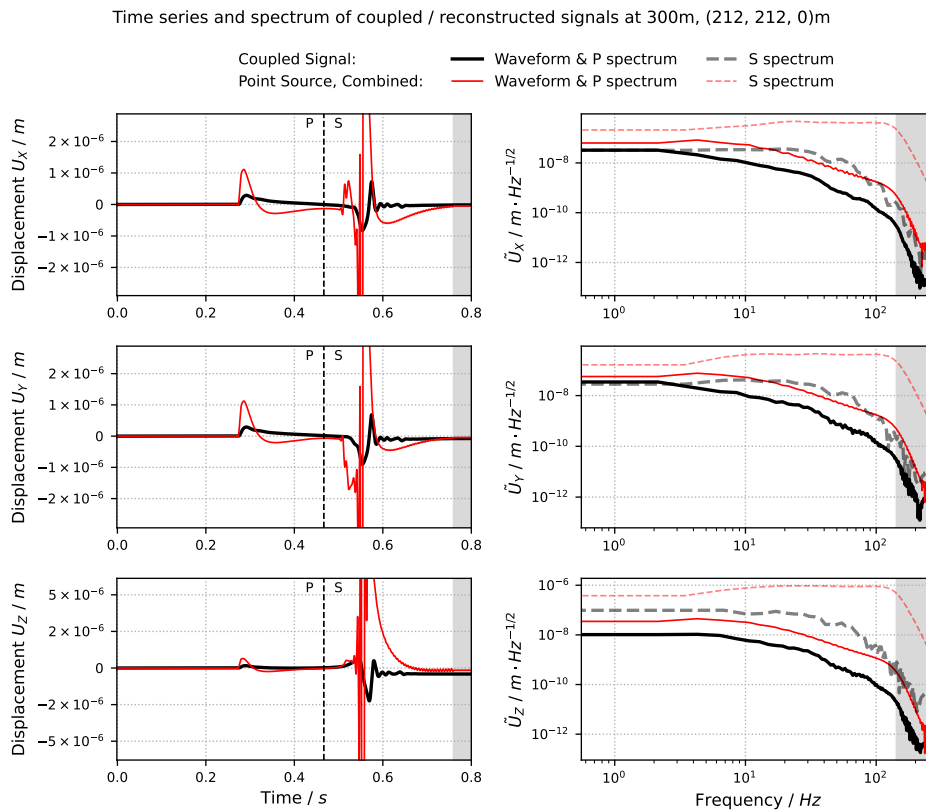 Time series and spectrum of coupled / reconstructed signals at 300m, (212, 212, 0)m
Coupled Signal: Waveform & P spectrum S spectrum
Point Source, Combined: Waveform & P spectrum S spectrum
Displacement U_X / m
2 × 10⁻⁶
1 × 10⁻⁶
0
−1 × 10⁻⁶
−2 × 10⁻⁶
P S
0.0 0.2 0.4 0.6 0.8
Ũ_X / m · Hz⁻¹/²
10⁻⁸
10⁻¹⁰
10⁻¹²
10⁰ 10¹ 10²
Displacement U_Y / m
2 × 10⁻⁶
1 × 10⁻⁶
0
−1 × 10⁻⁶
−2 × 10⁻⁶
P S
0.0 0.2 0.4 0.6 0.8
Ũ_Y / m · Hz⁻¹/²
10⁻⁸
10⁻¹⁰
10⁻¹²
10⁰ 10¹ 10²
Displacement U_Z / m
5 × 10⁻⁶
2 × 10⁻⁶
0
−2 × 10⁻⁶
−5 × 10⁻⁶
P S
0.0 0.2 0.4 0.6 0.8
Time / s
Ũ_Z / m · Hz⁻¹/²
10⁻⁶
10⁻⁸
10⁻¹⁰
10⁻¹²
10⁰ 10¹ 10²
Frequency / Hz